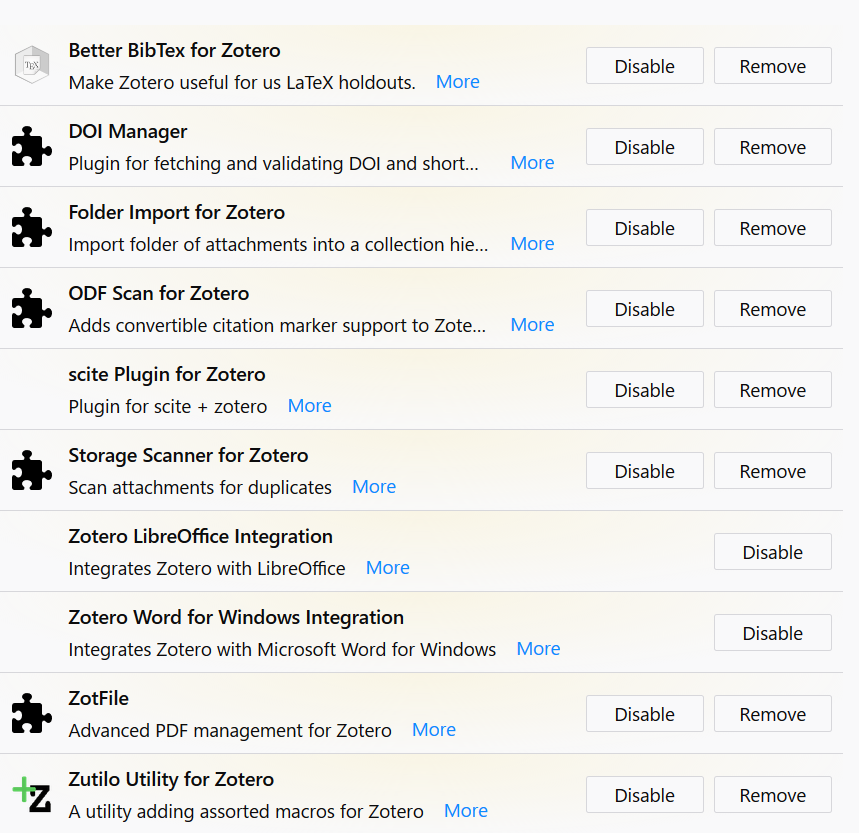 Better BibTex for Zotero
Make Zotero useful for us LaTeX holdouts. More
Disable Remove
TEX
DOI Manager
Plugin for fetching and validating DOI and short... More
Disable Remove
Folder Import for Zotero
Import folder of attachments into a collection hie... More
Disable Remove
ODF Scan for Zotero
Adds convertible citation marker support to Zote... More
Disable Remove
scite Plugin for Zotero
Plugin for scite + zotero More
Disable Remove
Storage Scanner for Zotero
Scan attachments for duplicates More
Disable Remove
Zotero LibreOffice Integration
Integrates Zotero with LibreOffice More
Disable
Zotero Word for Windows Integration
Integrates Zotero with Microsoft Word for Windows More
Disable
ZotFile
Advanced PDF management for Zotero More
Disable Remove
Zutilo Utility for Zotero
A utility adding assorted macros for Zotero More
Disable Remove
+Z